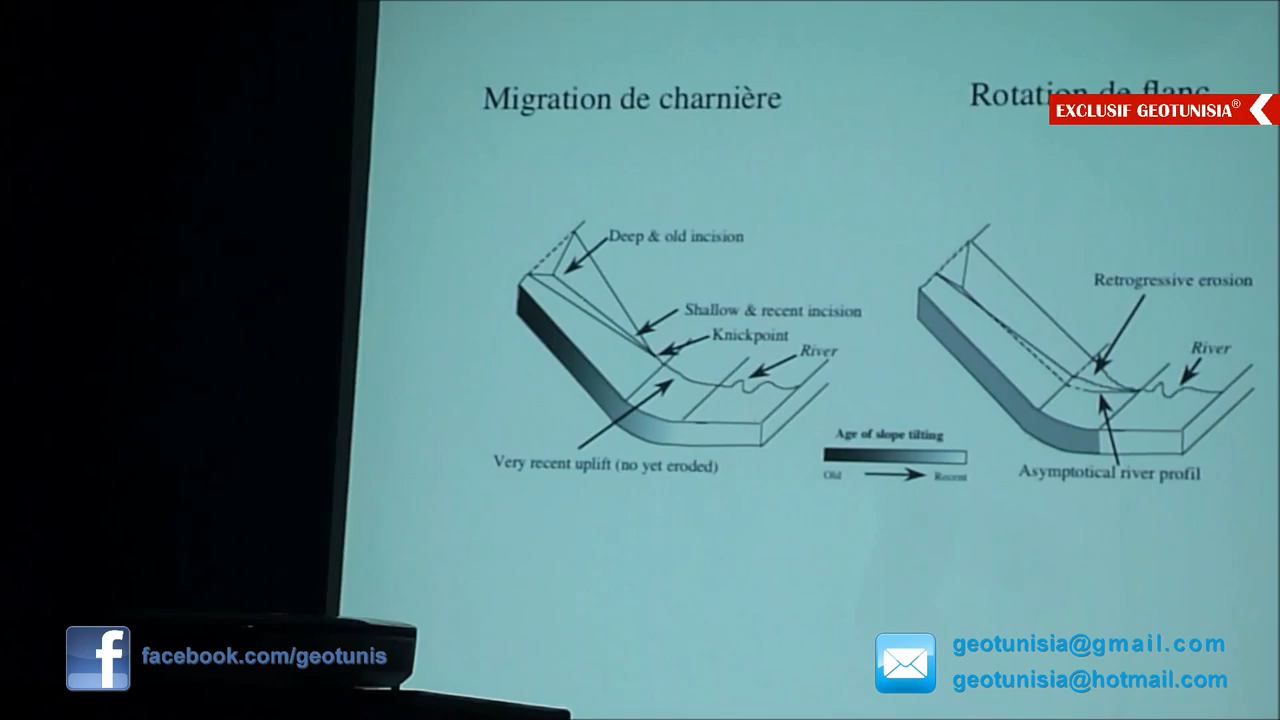 Migration de charnière
Rotation de flanc
EXCLUSIF GEOTUNISIA®
Deep & old incision
Shallow & recent incision
Knickpoint
River
Very recent uplift (no yet eroded)
Age of slope tilting
Old
Recent
Retrogressive erosion
River
Asymptotical river profil
facebook.com/geotunis
geotunisia@gmail.com
geotunisia@hotmail.com